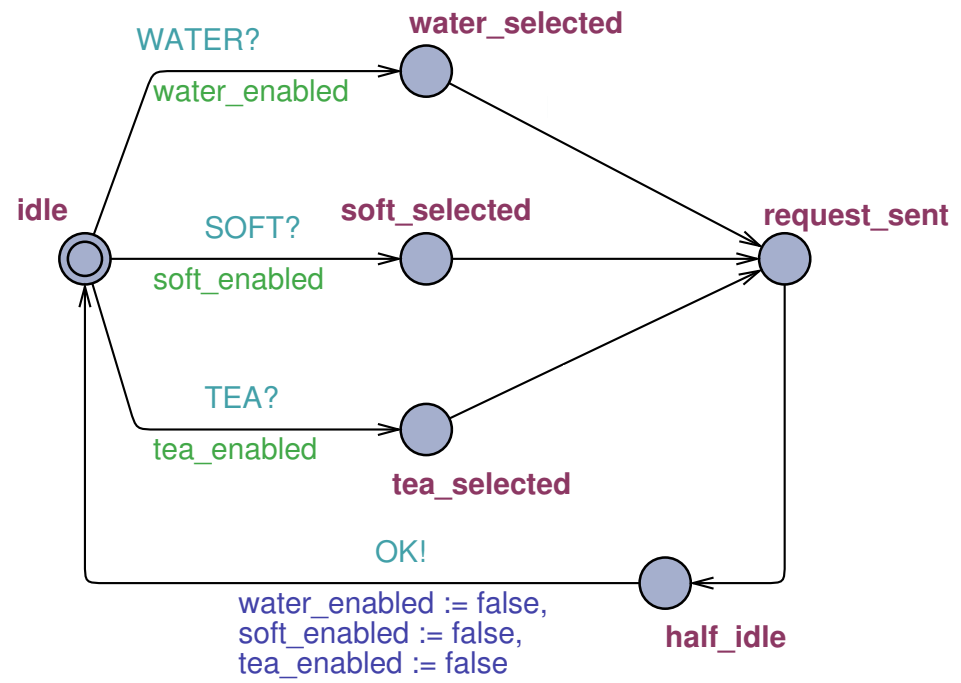 water_selected
WATER?
water_enabled
idle
SOFT?
soft_selected
request_sent
soft_enabled
TEA?
tea_enabled
tea_selected
OK!
water_enabled := false,
soft_enabled := false,
tea_enabled := false
half_idle